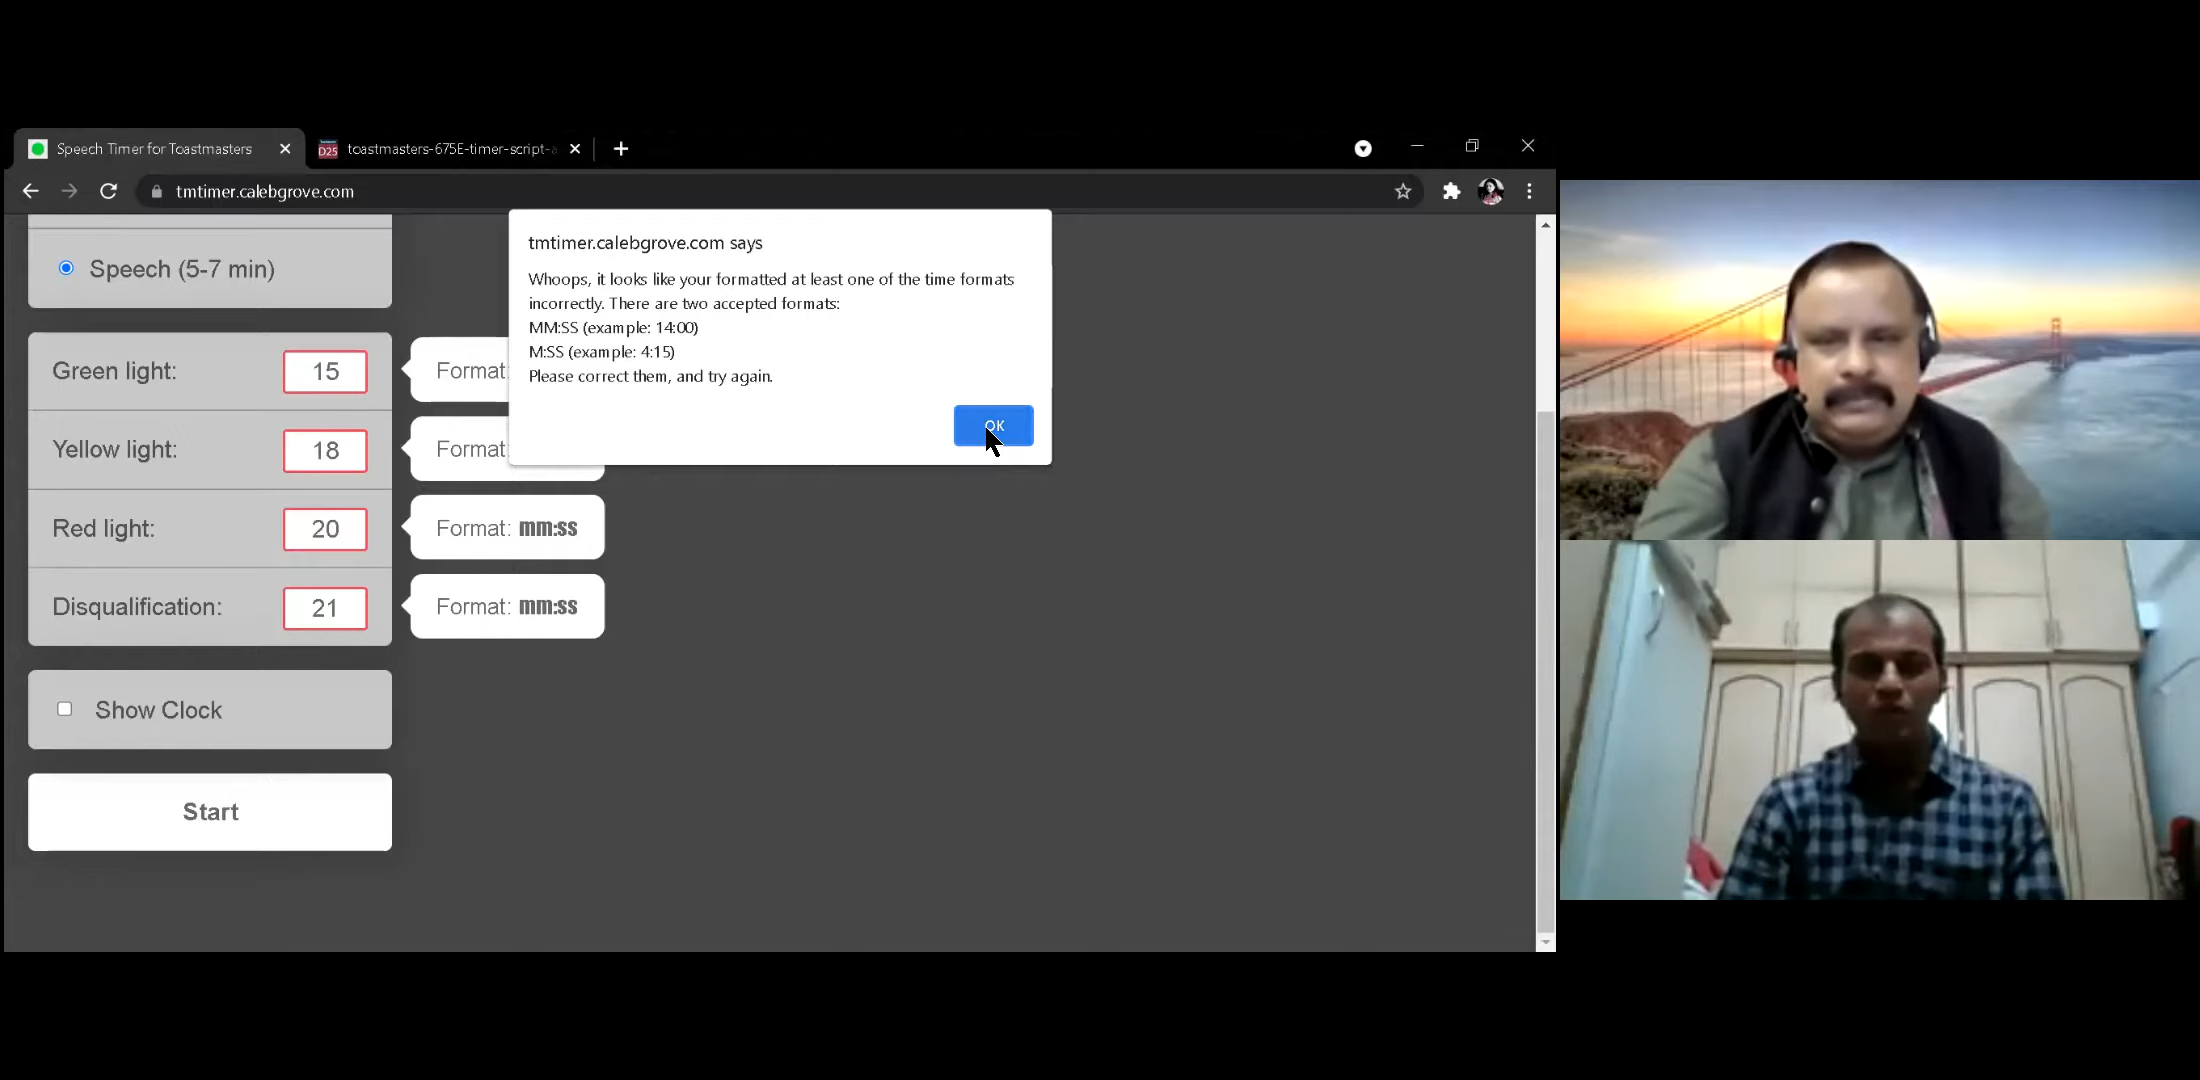 Speech Timer for Toastmasters
D25 toastmasters-675E-timer-script-
tmtimer.calebgrove.com
tmtimer.calebgrove.com says
Whoops, it looks like your formatted at least one of the time formats
incorrectly. There are two accepted formats:
MM:SS (example: 14:00)
M:SS (example: 4:15)
Please correct them, and try again.
OK
Speech (5-7 min)
Green light: 15 Format:
Yellow light: 18 Format:
Red light: 20 Format: mm:ss
Disqualification: 21 Format: mm:ss
Show Clock
Start